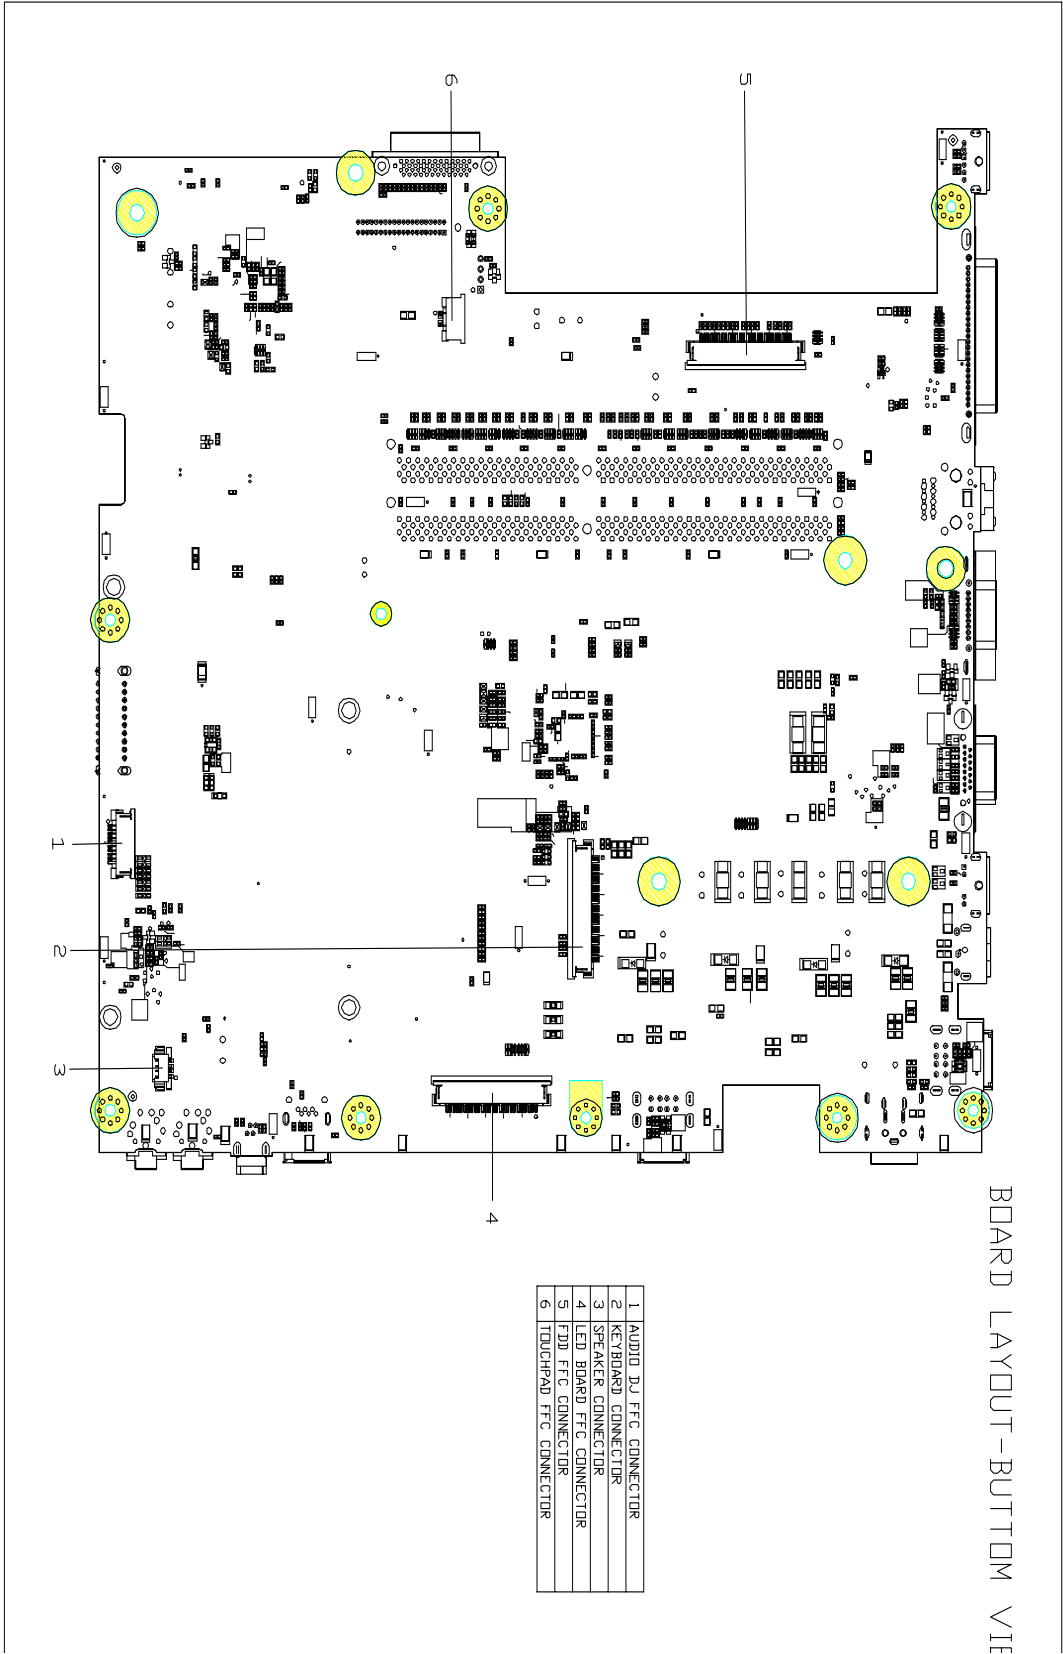 BOARD LAYOUT-BUTTOM VIE
1 AUDIO DJ FFC CONNECTOR
2 KEYBOARD CONNECTOR
3 SPEAKER CONNECTOR
4 LED BOARD FFC CONNECTOR
5 FDD FFC CONNECTOR
6 TOUCHPAD FFC CONNECTOR
5
6
1
2
3
4